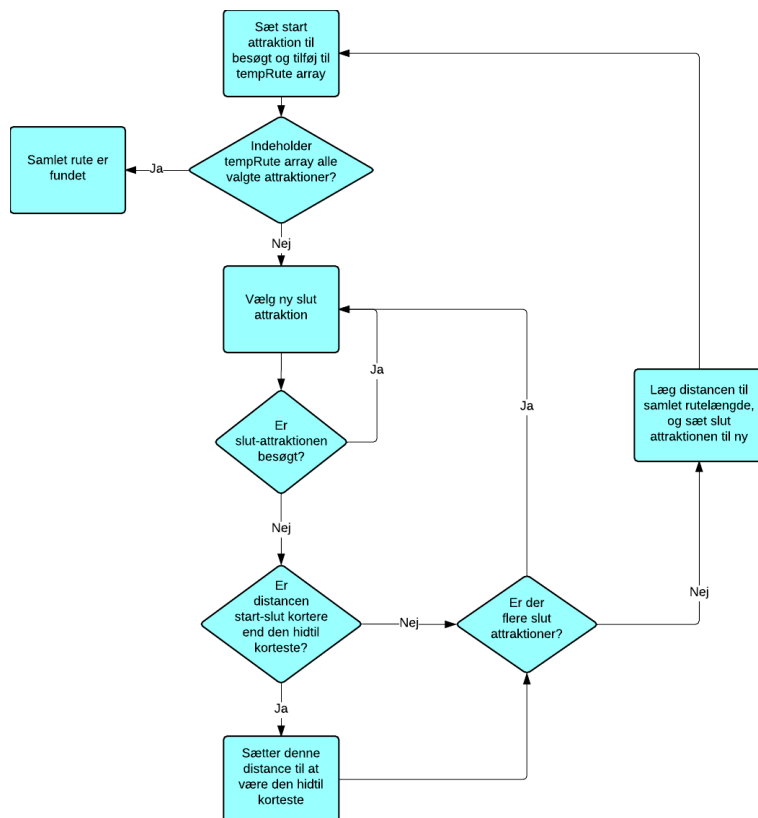 Sæt start
attraktion til
besøgt og tilføj til
tempRute array
Indeholder
tempRute array alle
valgte attraktioner?
Ja
Samlet rute er
fundet
Nej
Vælg ny slut
attraktion
Ja
Er
slut-attraktionen
besøgt?
Nej
Er
distancen
start-slut kortere
end den hidtil
korteste?
Nej
Ja
Sætter denne
distance til at
være den hidtil
korteste
Er der
flere slut
attraktioner?
Ja
Nej
Læg distancen til
samlet rutelængde,
og sæt slut
attraktionen til ny